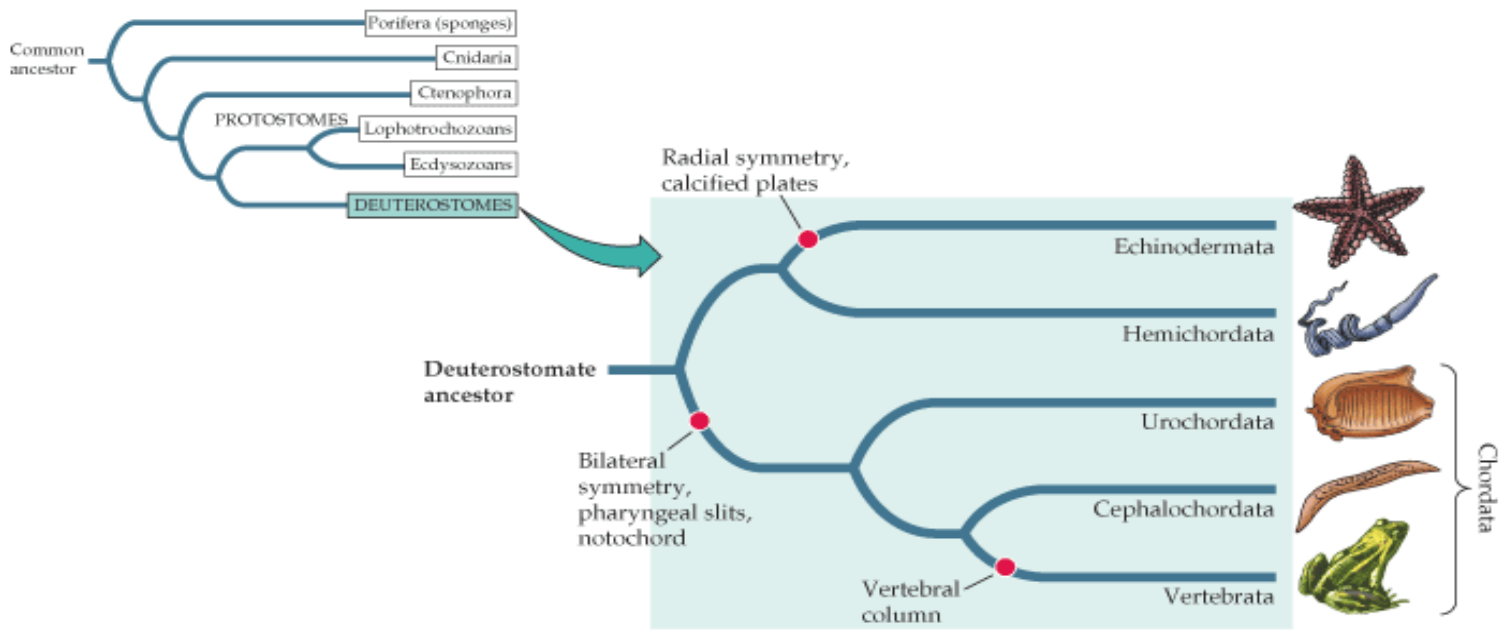 Porifera (sponges)
Common
ancestor
Cnidaria
Ctenophora
PROTOSTOMES
Lophotrochozoans
Ecdysozoans
DEUTEROSTOMES
Radial symmetry,
calcified plates
Echinodermata
Hemichordata
Deuterostomate
ancestor
Urochordata
Bilateral
symmetry,
pharyngeal slits,
notochord
Cephalochordata
Vertebral
column
Vertebrata
Chordata